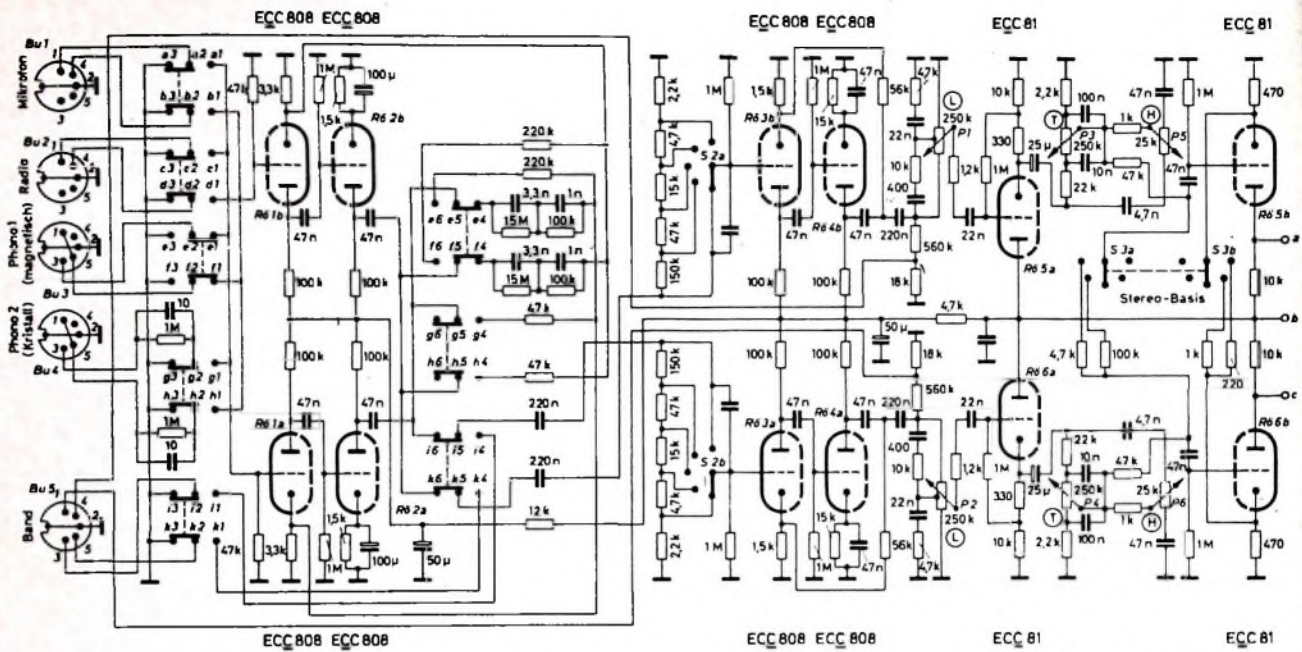 ECC 808 ECC 808 ECC 808 ECC 808 ECC 81 ECC 81
Bu 1
Mikrofon
1 4 2 3 5
a3 a2 a1
b3 b2 b1
Bu 2
Radio
c3 c2 c1
d3 d2 d1
Phono 1
(magnetisch)
e3 e2 e1
f3 f2 f1
Bu 3
Phono 2
(Kristall)
Bu 4
10
1M
g3 g2 g1
h3 h2 h1
1M
10
Bu 5
Band
i3 i2 i1
k3 k2 k1
47k 3,3k 1M 1,5k 100µ
Rö 1b Rö 2b
47n 47n
100k 100k
100k 100k
47n 47n
Rö 1a Rö 2a
47k 3,3k 1M 1,5k 100µ 50µ
220k
220k
3,3n 1n
e6 e5 e4
15M 100k
f6 f5 f4
3,3n 1n
15M 100k
47k
g6 g5 g4
h6 h5 h4
47k
220n
i6 i5 i4
220n
k6 k5 k4
12k
2,2k 4,7k 15k 47k 150k
S 2a
1M 1,5k 1M 15k 47n 56k
Rö 3b Rö 4b
47n 47n 220n
4,7k 22n 10k 400
L
250k
P1
1,2k 1M 22n
560k
18k
10k 330
25µ
Rö 5a
2,2k 100n
T
P3
250k
10n
22k
1k
H
25k
P5
47k
4,7n
47n 1M
47n
470
Rö 5b
a
10k
b
10k
c
S 3a S 3b
Stereo-Basis
4,7k 100k 1k 220
4,7k
50µ
100k 100k
18k
560k
150k 47k 15k 4,7k 2,2k
S 2b
Rö 3a Rö 4a
47n 47n 220n 22n
400
10k
22n
4,7k
P2
250k
L
1,2k 1M
330
10k
Rö 6a
25µ
22k 10n
250k
P4
T
2,2k 100n
4,7n
47k
47n
25k
P6
1k
H
47n 1M
470
Rö 6b
1M 1,5k 1M 15k 47n 56k
ECC 808 ECC 808 ECC 808 ECC 808 ECC 81 ECC 81